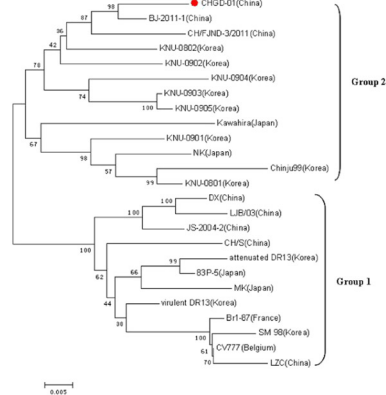 98 CHGD-01(China)
87 BJ-2011-1(China)
36 CH/FJND-3/2011(China)
42 KNU-0802(Korea)
78 KNU-0902(Korea)
KNU-0904(Korea)
74 KNU-0903(Korea)
100 KNU-0905(Korea)
Group 2
Kawahira(Japan)
67 KNU-0901(Korea)
98 NK(Japan)
57 Chinju99(Korea)
99 KNU-0801(Korea)
DX(China)
100 LJB/03(China)
100 JS-2004-2(China)
100 CH/S(China)
62 attenuated DR13(Korea)
99
66 83P-5(Japan)
MK(Japan)
Group 1
44 virulent DR13(Korea)
Br1-87(France)
100 SM 98(Korea)
61 CV777(Belgium)
70 LZC(China)
0.005